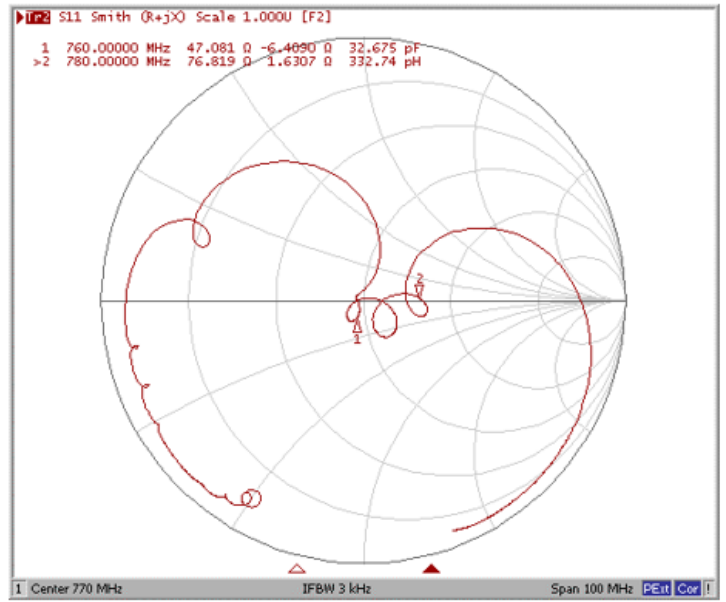 Tr2 S11 Smith (R+jX) Scale 1.000U [F2]
1 760.00000 MHz 47.081 Ω -6.4090 Ω 32.675 pF
>2 780.00000 MHz 76.819 Ω 1.6307 Ω 332.74 pH
2
1
1 Center 770 MHz IFBW 3 kHz Span 100 MHz PExt Cor !